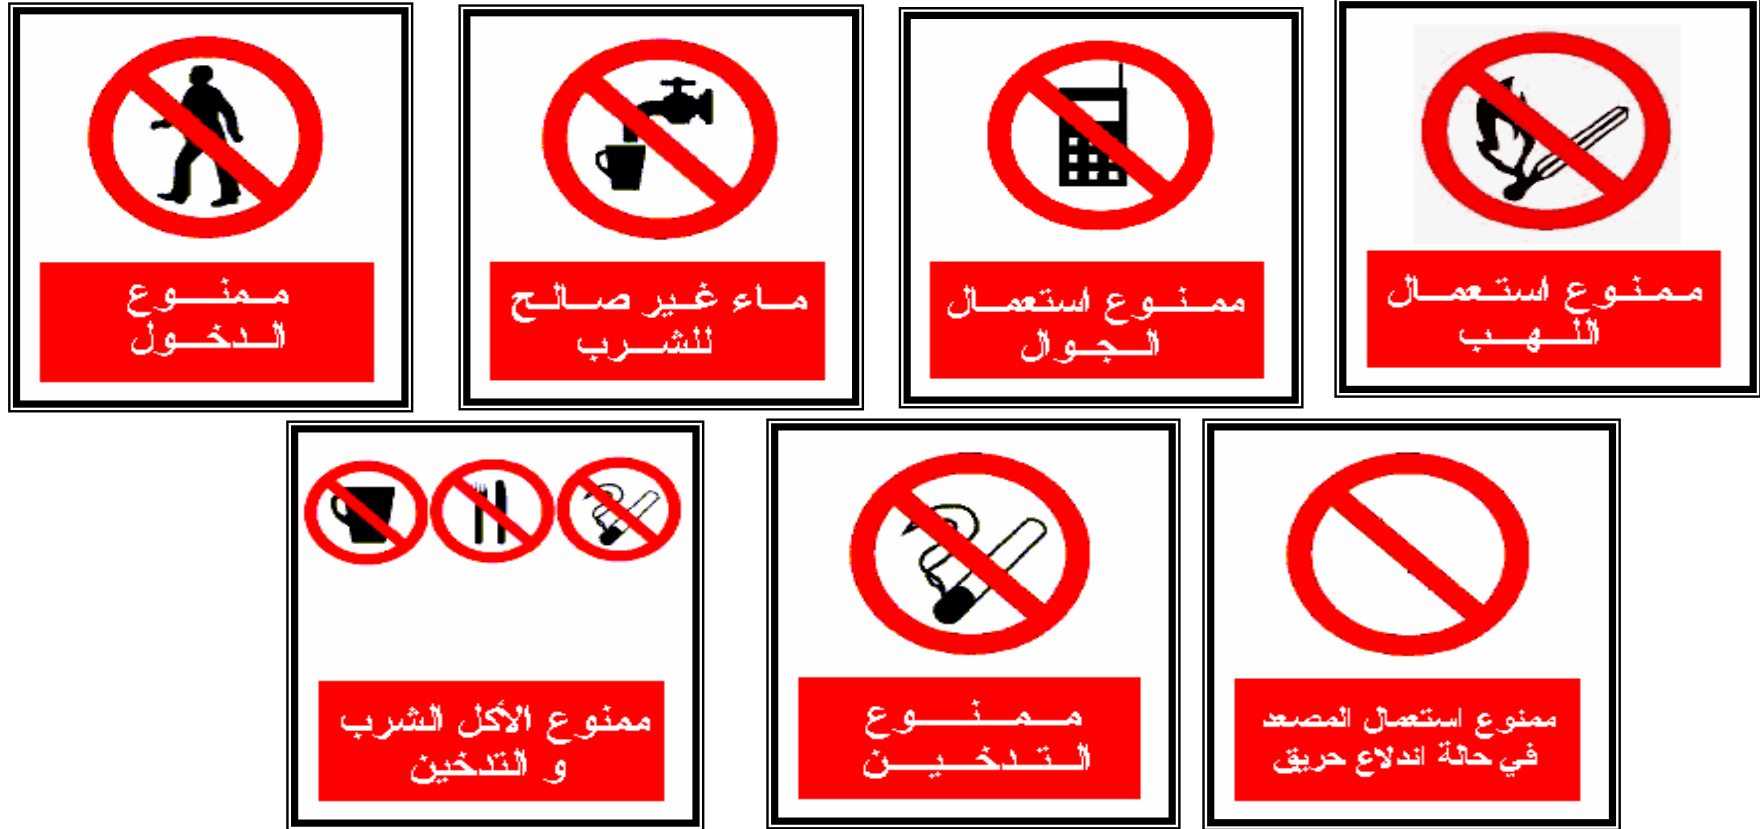 ممنوع استعمال
اللهب
ممنوع استعمال
الجوال
ماء غير صالح
للشرب
ممنوع
الدخول
ممنوع استعمال المصعد
في حالة اندلاع حريق
ممنوع
التدخين
ممنوع الأكل الشرب
و التدخين